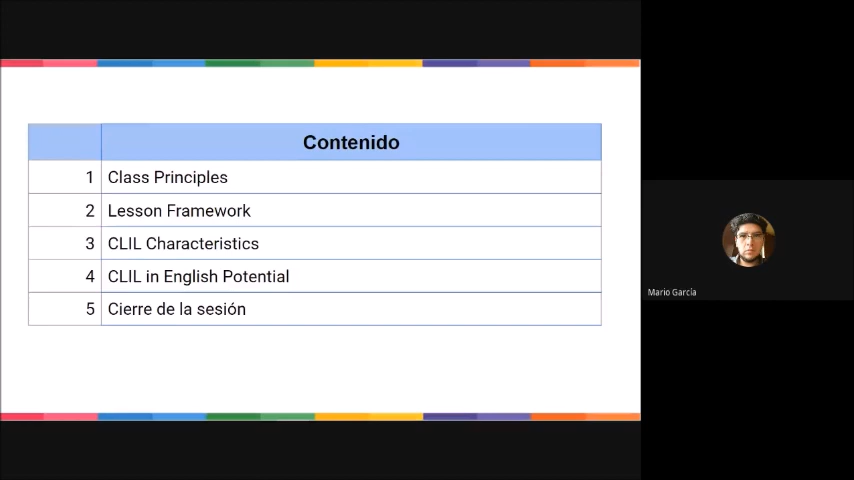 Contenido
1 Class Principles
2 Lesson Framework
3 CLIL Characteristics
4 CLIL in English Potential
5 Cierre de la sesión
Mario García